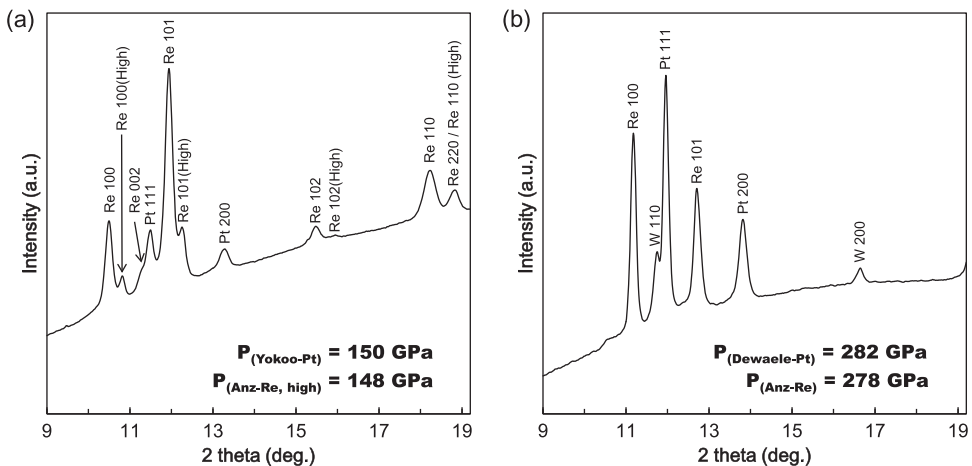 (a)
Intensity (a.u.)
Re 100
Re 100(High)
Re 002
Pt 111
Re 101
Re 101(High)
Pt 200
Re 102
Re 102(High)
Re 110
Re 220 / Re 110 (High)
P(Yokoo-Pt) = 150 GPa
P(Anz-Re, high) = 148 GPa
9 11 13 15 17 19
2 theta (deg.)
(b)
Intensity (a.u.)
Re 100
W 110
Pt 111
Re 101
Pt 200
W 200
P(Dewaele-Pt) = 282 GPa
P(Anz-Re) = 278 GPa
9 11 13 15 17 19
2 theta (deg.)